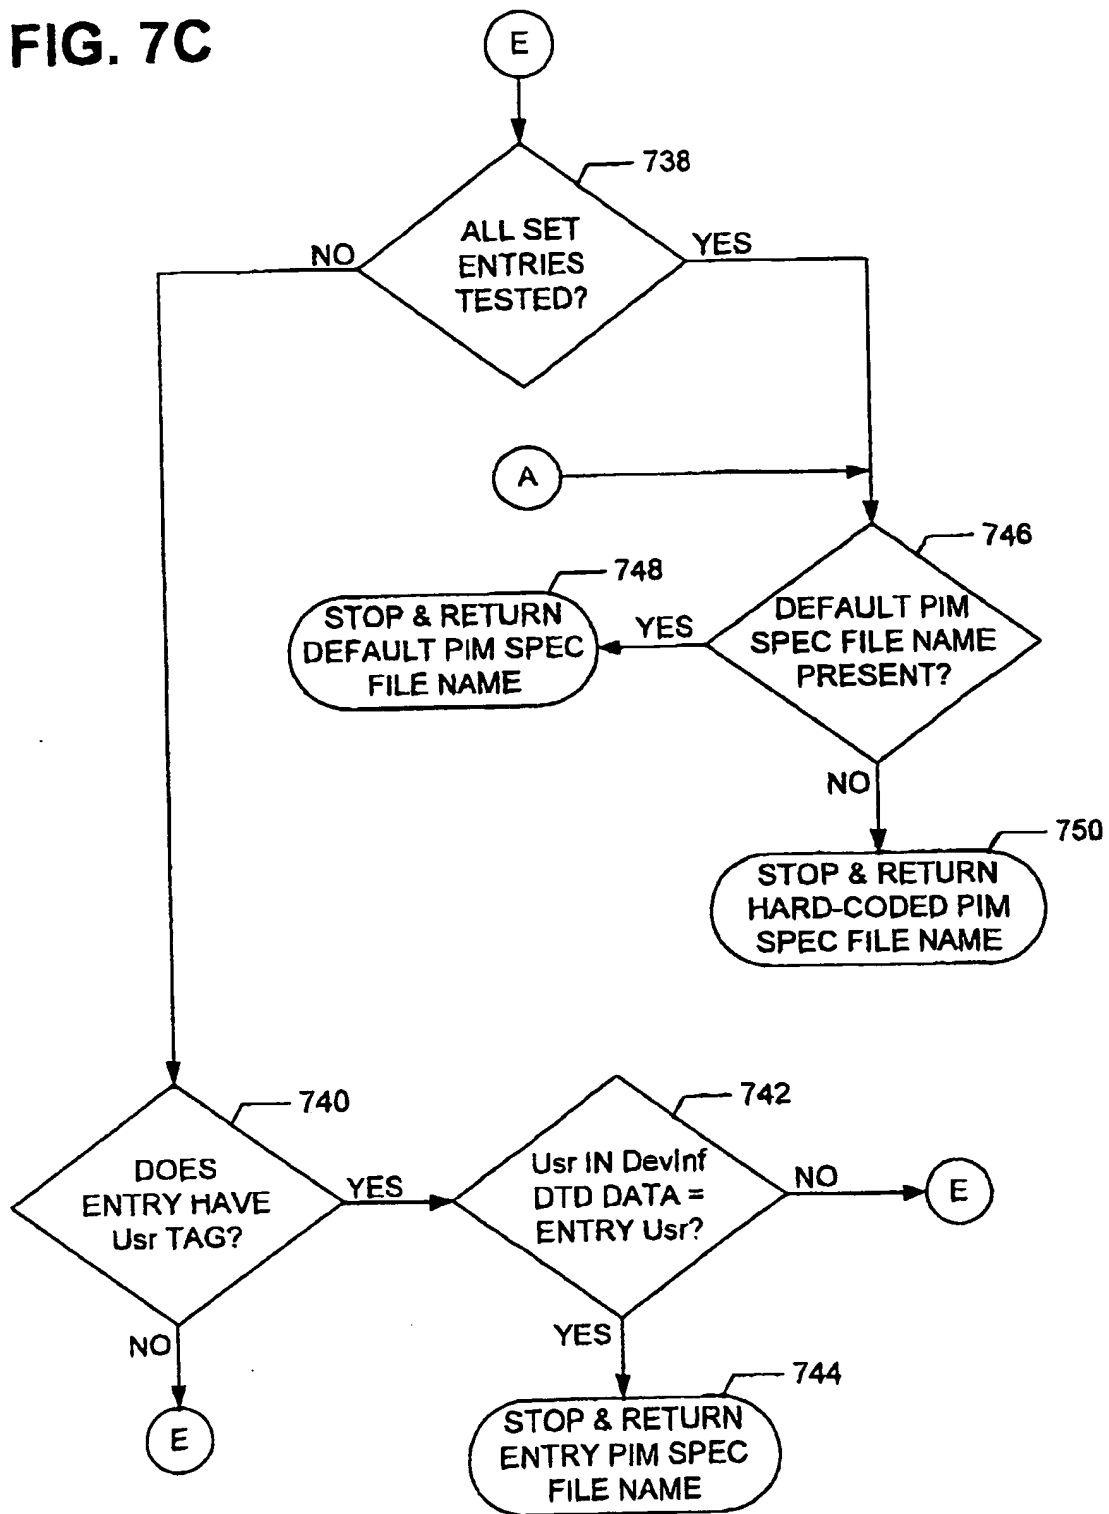 FIG. 7C
E
738
ALL SET
ENTRIES
TESTED?
NO
YES
A
746
DEFAULT PIM
SPEC FILE NAME
PRESENT?
YES
748
STOP & RETURN
DEFAULT PIM SPEC
FILE NAME
NO
750
STOP & RETURN
HARD-CODED PIM
SPEC FILE NAME
740
DOES
ENTRY HAVE
Usr TAG?
YES
742
Usr IN DevInf
DTD DATA =
ENTRY Usr?
NO
E
NO
E
YES
744
STOP & RETURN
ENTRY PIM SPEC
FILE NAME